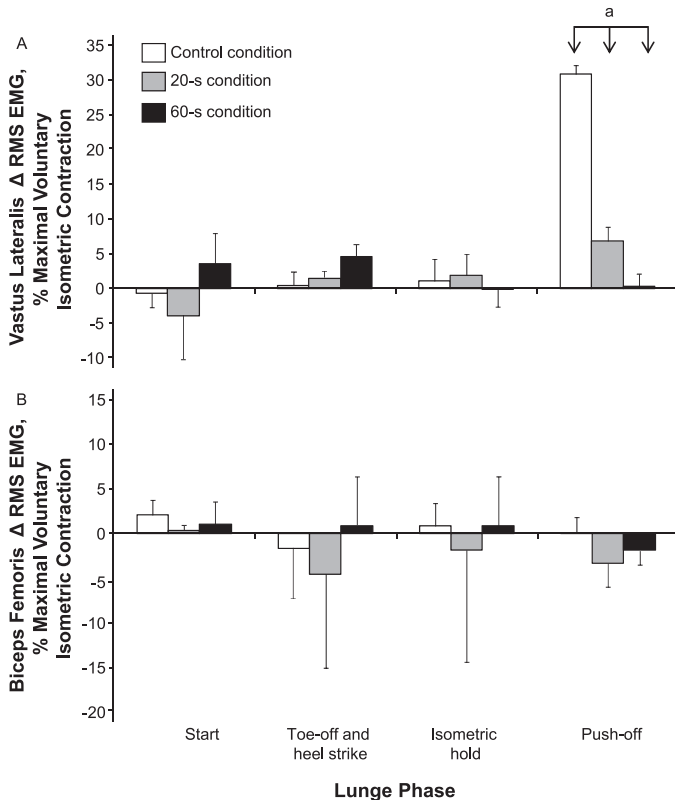 A
a
Control condition
20-s condition
60-s condition
Vastus Lateralis Δ RMS EMG,
% Maximal Voluntary
Isometric Contraction
35
30
25
20
15
10
5
0
-5
-10
B
Biceps Femoris Δ RMS EMG,
% Maximal Voluntary
Isometric Contraction
15
10
5
0
-5
-10
-15
-20
Start
Toe-off and
heel strike
Isometric
hold
Push-off
Lunge Phase